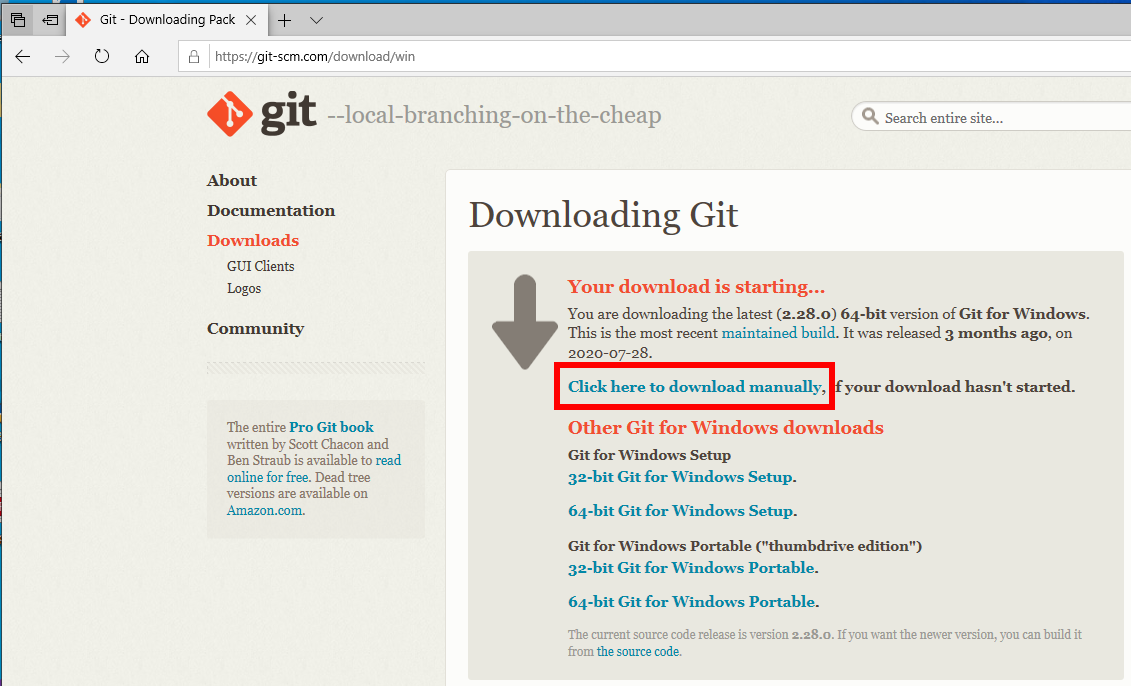 Git - Downloading Pack
https://git-scm.com/download/win
git --local-branching-on-the-cheap
Search entire site...
About
Documentation
Downloads
GUI Clients
Logos
Community
The entire Pro Git book
written by Scott Chacon and
Ben Straub is available to read
online for free. Dead tree
versions are available on
Amazon.com.
Downloading Git
Your download is starting...
You are downloading the latest (2.28.0) 64-bit version of Git for Windows.
This is the most recent maintained build. It was released 3 months ago, on
2020-07-28.
Click here to download manually, if your download hasn't started.
Other Git for Windows downloads
Git for Windows Setup
32-bit Git for Windows Setup.
64-bit Git for Windows Setup.
Git for Windows Portable ("thumbdrive edition")
32-bit Git for Windows Portable.
64-bit Git for Windows Portable.
The current source code release is version 2.28.0. If you want the newer version, you can build it
from the source code.